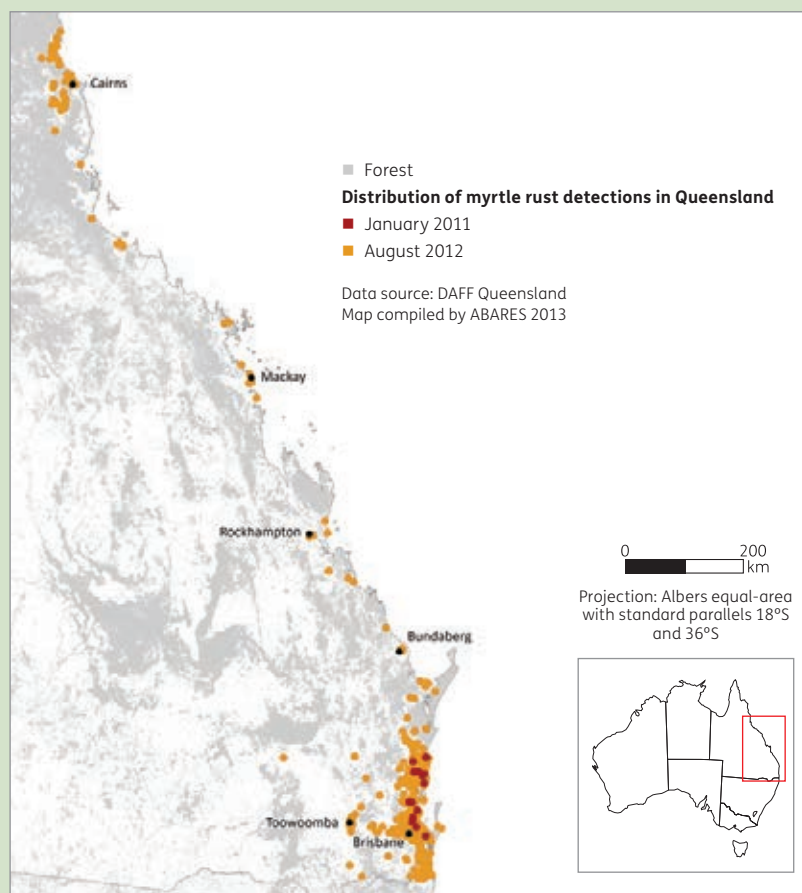 Cairns
Forest
Distribution of myrtle rust detections in Queensland
January 2011
August 2012
Data source: DAFF Queensland
Map compiled by ABARES 2013
Mackay
Rockhampton
0 200
km
Projection: Albers equal-area
with standard parallels 18°S
and 36°S
Bundaberg
Toowoomba
Brisbane